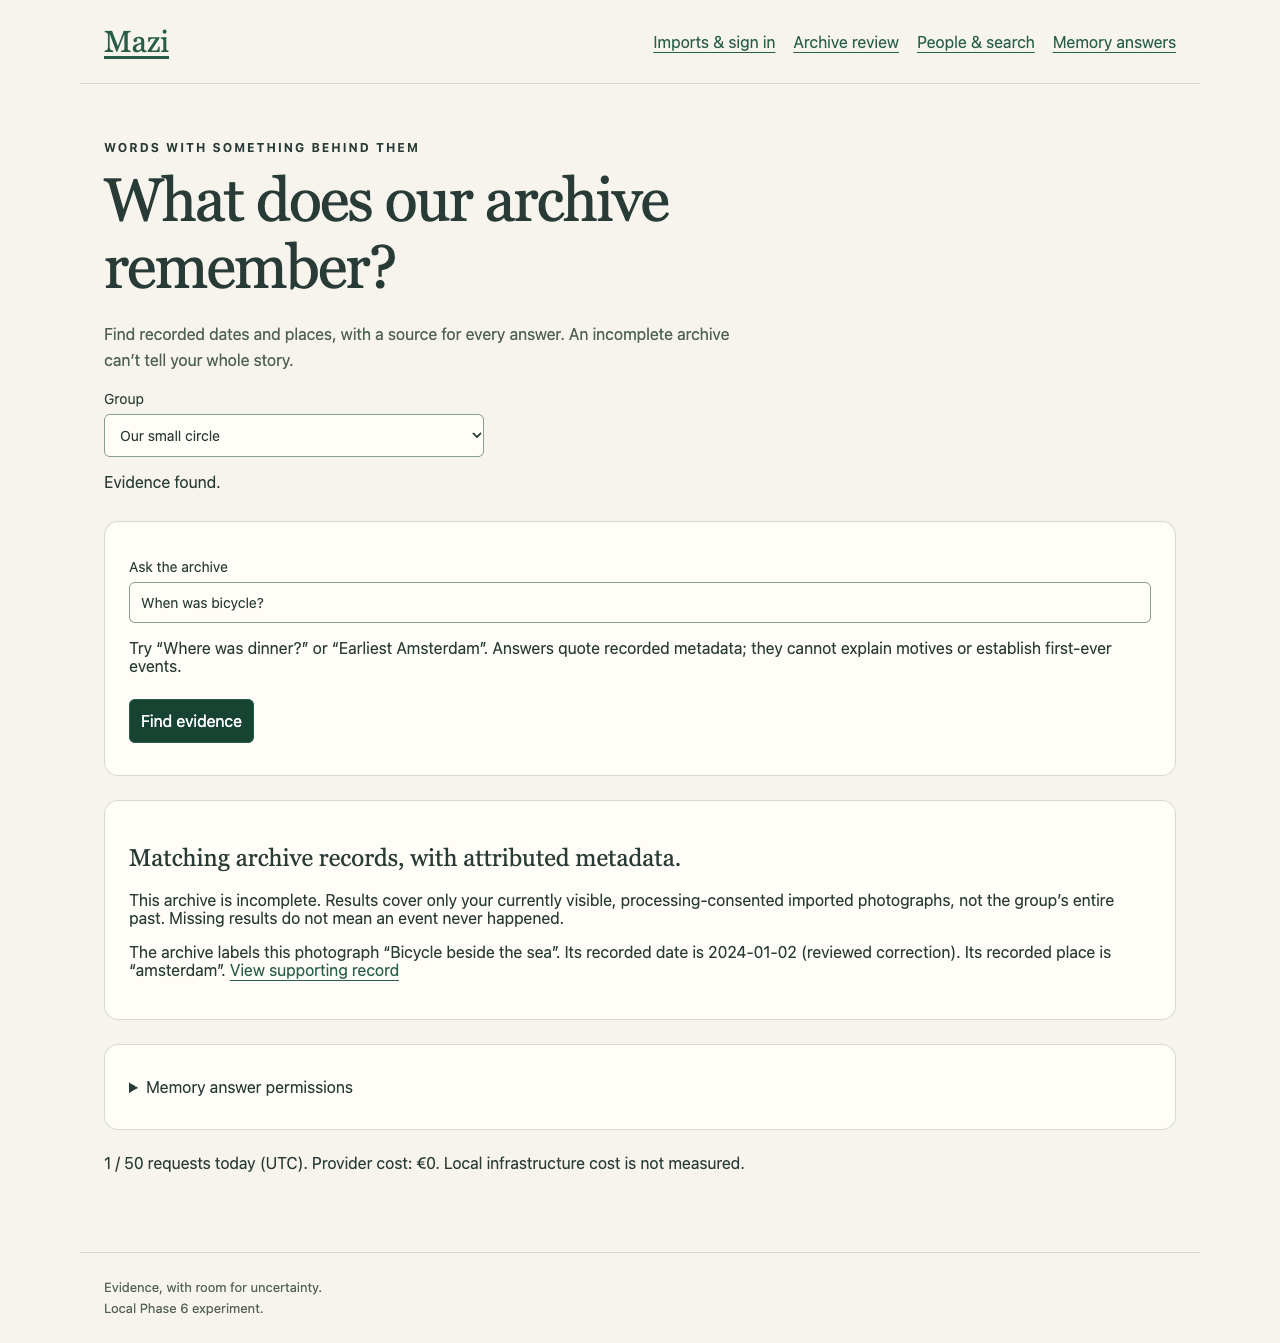 Mazi
Imports & sign in
Archive review
People & search
Memory answers
WORDS WITH SOMETHING BEHIND THEM
What does our archive
remember?
Find recorded dates and places, with a source for every answer. An incomplete archive
can’t tell your whole story.
Group
Our small circle
Evidence found.
Ask the archive
When was bicycle?
Try “Where was dinner?” or “Earliest Amsterdam”. Answers quote recorded metadata; they cannot explain motives or establish first-ever
events.
Find evidence
Matching archive records, with attributed metadata.
This archive is incomplete. Results cover only your currently visible, processing-consented imported photographs, not the group’s entire
past. Missing results do not mean an event never happened.
The archive labels this photograph “Bicycle beside the sea”. Its recorded date is 2024-01-02 (reviewed correction). Its recorded place is
“amsterdam”. View supporting record
Memory answer permissions
1 / 50 requests today (UTC). Provider cost: €0. Local infrastructure cost is not measured.
Evidence, with room for uncertainty.
Local Phase 6 experiment.